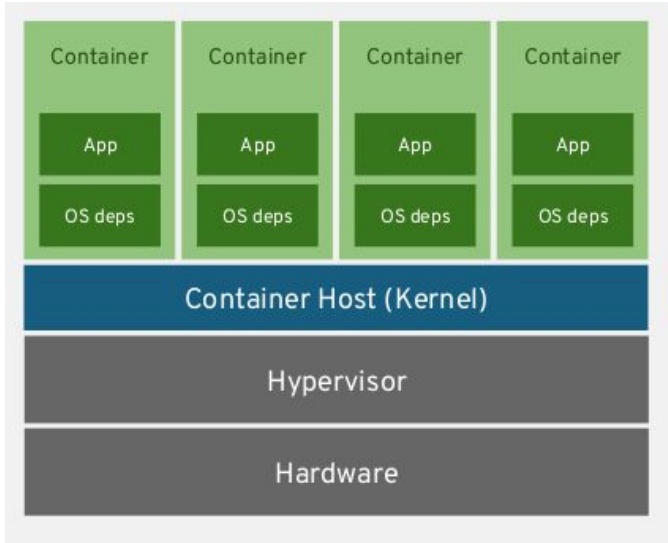 Container Container Container Container
App App App App
OS deps OS deps OS deps OS deps
Container Host (Kernel)
Hypervisor
Hardware